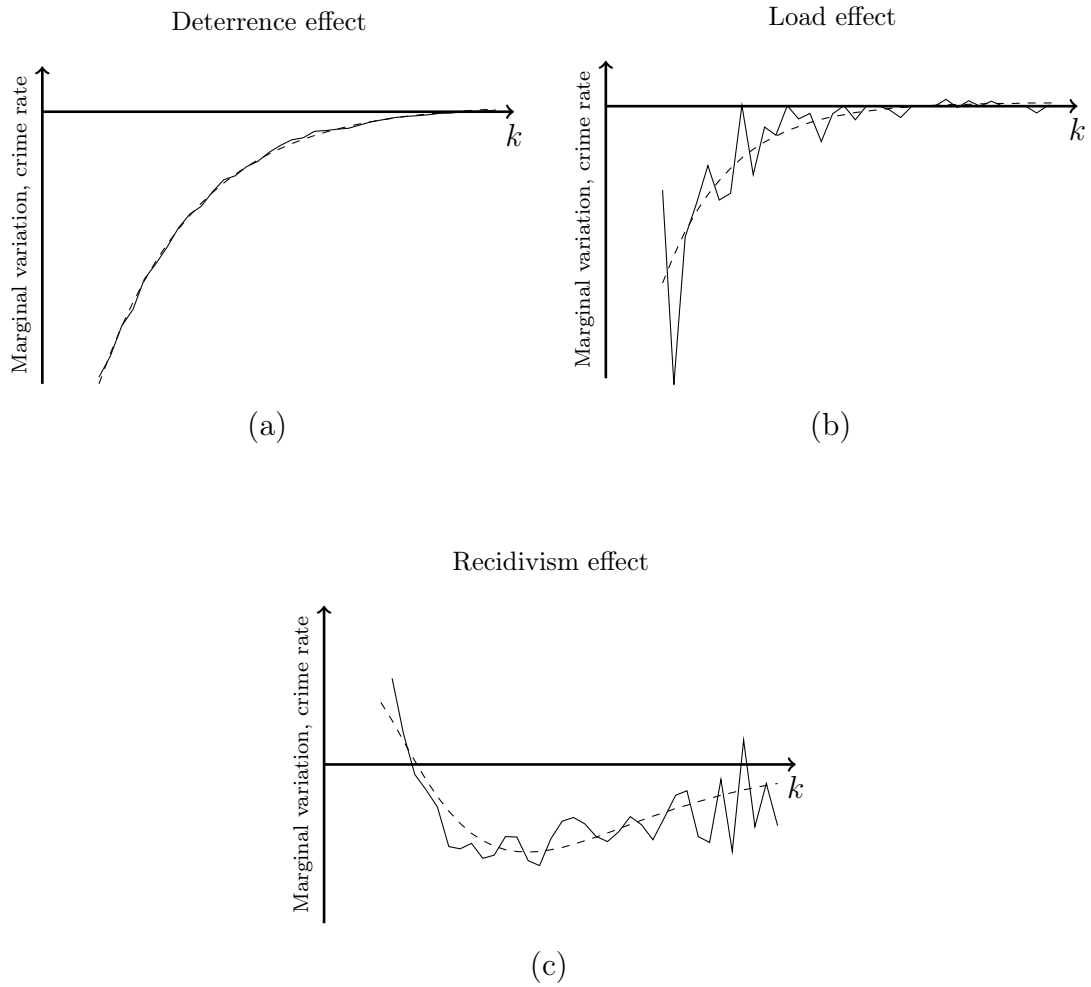 Deterrence effect
Marginal variation, crime rate
k
(a)
Load effect
Marginal variation, crime rate
k
(b)
Recidivism effect
Marginal variation, crime rate
k
(c)